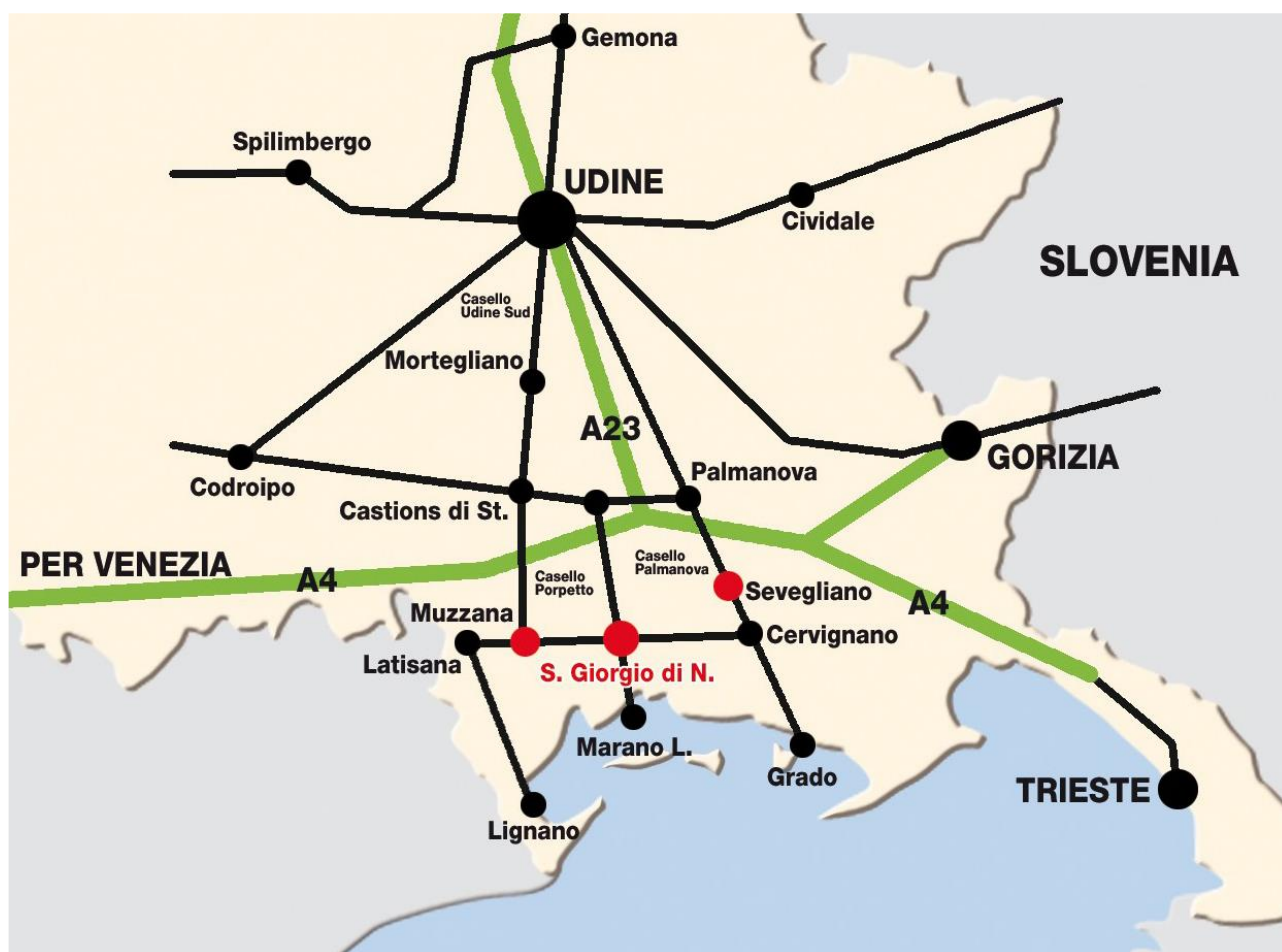 Gemona
Spilimbergo
UDINE
Cividale
SLOVENIA
Casello
Udine Sud
Mortegliano
A23
GORIZIA
Codroipo
Castions di St.
Palmanova
PER VENEZIA
A4
Casello
Porpetto
Casello
Palmanova
Sevegliano
A4
Muzzana
Cervignano
Latisana
S. Giorgio di N.
Marano L.
Grado
TRIESTE
Lignano